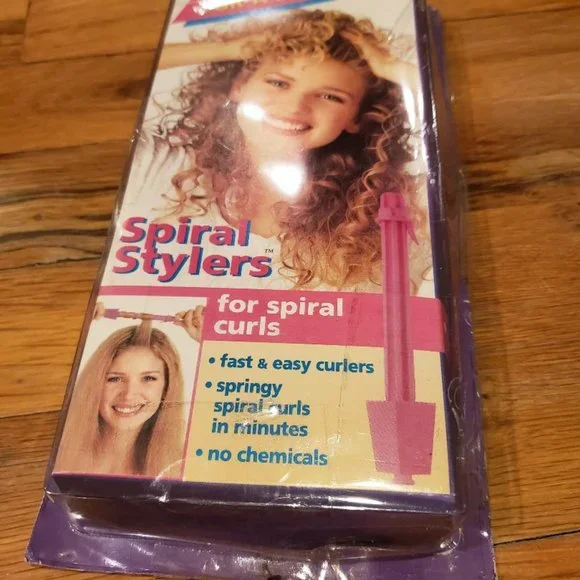 Spiral
Stylers™
for spiral
curls
• fast & easy curlers
• springy
spiral curls
in minutes
• no chemicals